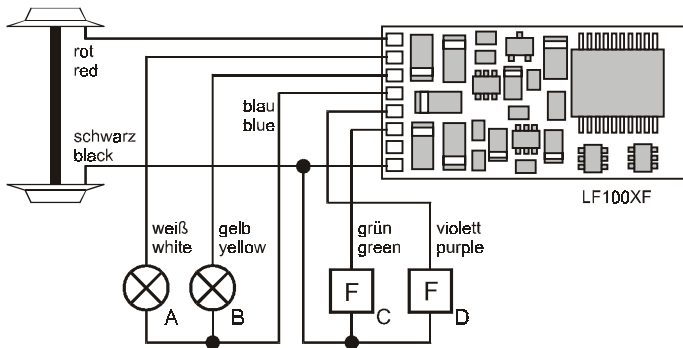 rot
red
blau
blue
schwarz
black
LF100XF
weiß
white
gelb
yellow
grün
green
violett
purple
F
F
A
B
C
D